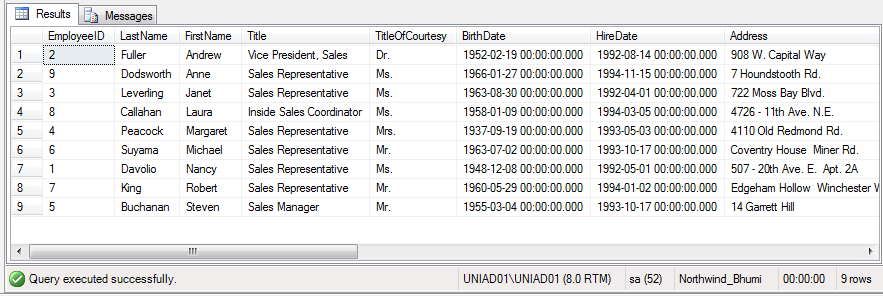 Results Messages
EmployeeID LastName FirstName Title TitleOfCourtesy BirthDate HireDate Address
1 2 Fuller Andrew Vice President, Sales Dr. 1952-02-19 00:00:00.000 1992-08-14 00:00:00.000 908 W. Capital Way
2 9 Dodsworth Anne Sales Representative Ms. 1966-01-27 00:00:00.000 1994-11-15 00:00:00.000 7 Houndstooth Rd.
3 3 Leverling Janet Sales Representative Ms. 1963-08-30 00:00:00.000 1992-04-01 00:00:00.000 722 Moss Bay Blvd.
4 8 Callahan Laura Inside Sales Coordinator Ms. 1958-01-09 00:00:00.000 1994-03-05 00:00:00.000 4726 - 11th Ave. N.E.
5 4 Peacock Margaret Sales Representative Mrs. 1937-09-19 00:00:00.000 1993-05-03 00:00:00.000 4110 Old Redmond Rd.
6 6 Suyama Michael Sales Representative Mr. 1963-07-02 00:00:00.000 1993-10-17 00:00:00.000 Coventry House Miner Rd.
7 1 Davolio Nancy Sales Representative Ms. 1948-12-08 00:00:00.000 1992-05-01 00:00:00.000 507 - 20th Ave. E. Apt. 2A
8 7 King Robert Sales Representative Mr. 1960-05-29 00:00:00.000 1994-01-02 00:00:00.000 Edgeham Hollow Winchester W
9 5 Buchanan Steven Sales Manager Mr. 1955-03-04 00:00:00.000 1993-10-17 00:00:00.000 14 Garrett Hill
Query executed successfully. UNIAD01\UNIAD01 (8.0 RTM) sa (52) Northwind_Bhumi 00:00:00 9 rows